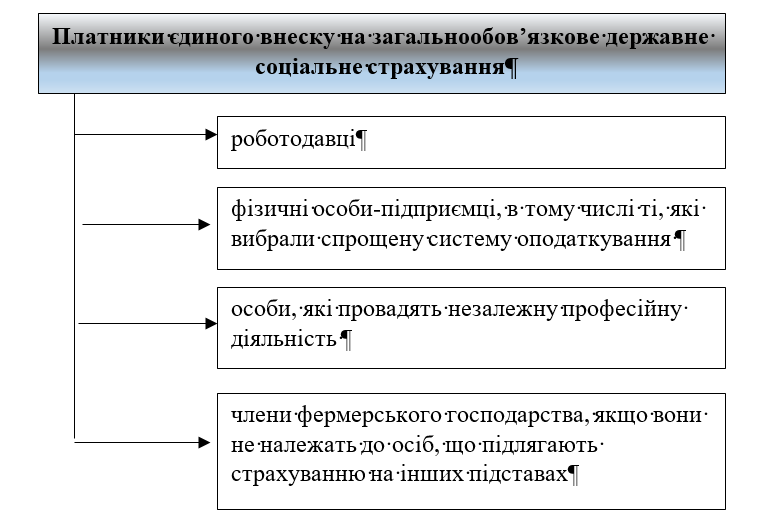 Платники єдиного внеску на загальнообов’язкове державне
соціальне страхування¶
роботодавці¶
фізичні особи-підприємці, в тому числі ті, які
вибрали спрощену систему оподаткування ¶
особи, які провадять незалежну професійну
діяльність ¶
члени фермерського господарства, якщо вони
не належать до осіб, що підлягають
страхуванню на інших підставах¶